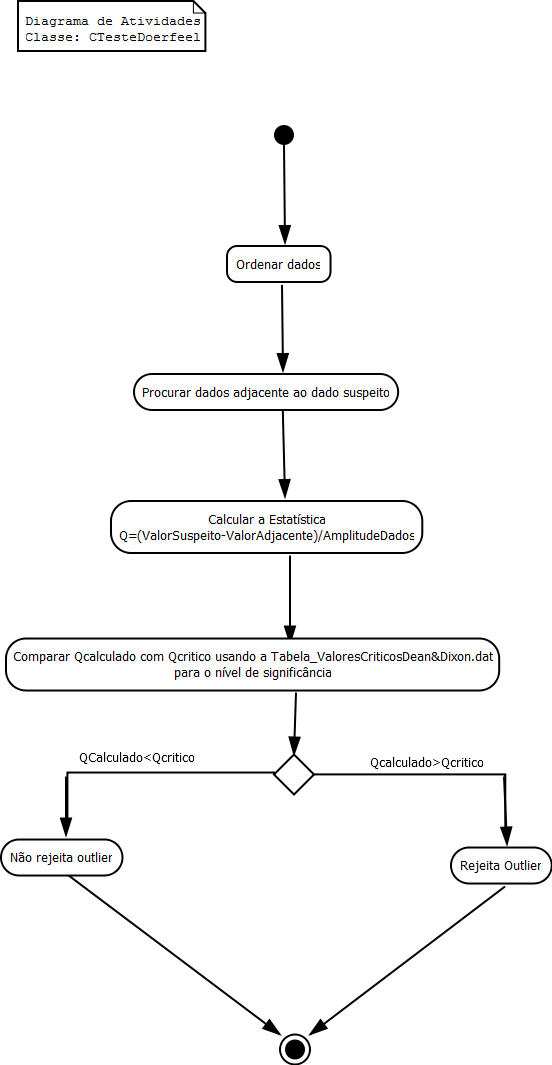 Diagrama de Atividades
Classe: CTesteDoerfeel
Ordenar dados
Procurar dados adjacente ao dado suspeito
Calcular a Estatística
Q=(ValorSuspeito-ValorAdjacente)/AmplitudeDados
Comparar Qcalculado com Qcritico usando a Tabela_ValoresCriticosDean&Dixon.dat
para o nível de significância
QCalculado<Qcritico
Qcalculado>Qcritico
Não rejeita outlier
Rejeita Outlier